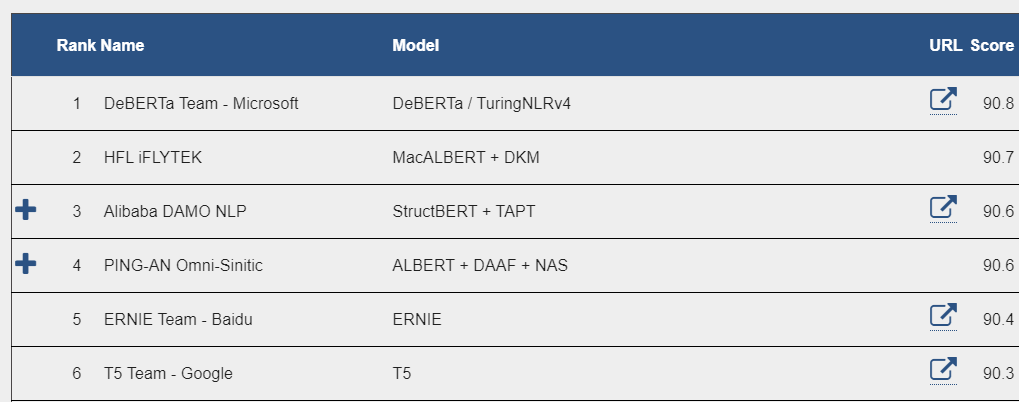 Rank Name Model URL Score
1 DeBERTa Team - Microsoft DeBERTa / TuringNLRv4 90.8
2 HFL iFLYTEK MacALBERT + DKM 90.7
3 Alibaba DAMO NLP StructBERT + TAPT 90.6
4 PING-AN Omni-Sinitic ALBERT + DAAF + NAS 90.6
5 ERNIE Team - Baidu ERNIE 90.4
6 T5 Team - Google T5 90.3